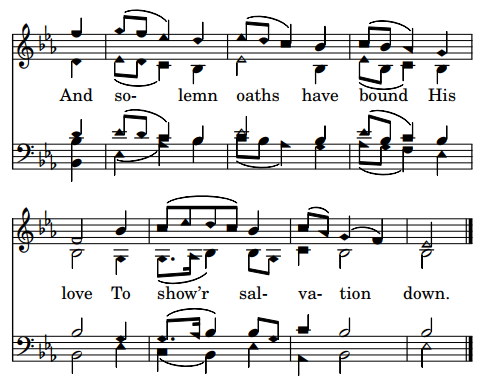 And so- lemn oaths have bound His
love To show'r sal- va- tion down.